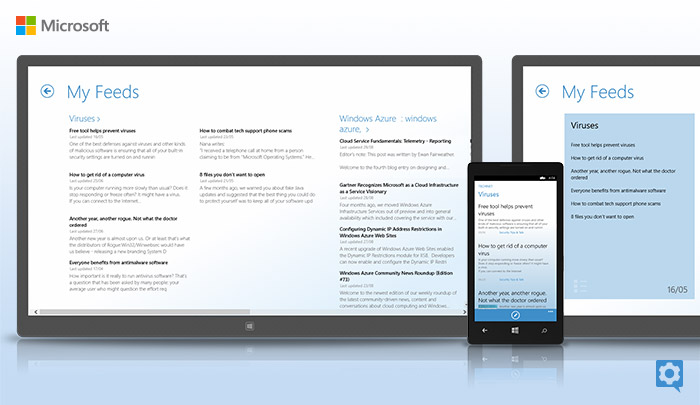 Microsoft
My Feeds
Viruses >
Free tool helps prevent viruses
Last updated 16/05
One of the best defenses against viruses and other kinds
of malware is ensuring that all of your built-in
security settings are turned on and runnin
How to get rid of a computer virus
Last updated 25/06
Is your computer running more slowly than usual? Does it
stop responding or freeze often? It might have a virus.
If you can connect to the Internet,...
Another year, another rogue. Not what the doctor
ordered
Last updated 27/08
Another new year is almost upon us. Or at least that's what
the distributors of Rogue:Win32/Winwebsec would have
us believe - releasing a new branding System D
Everyone benefits from antimalware software
Last updated 17/04
How important is it really to run antivirus software? That's a
question that has been asked by many people; your
average user who might question the effort req
How to combat tech support phone scams
Last updated 23/05
Nana writes:
"I received a telephone call at home from a person
claiming to be from "Microsoft Operating Systems." He...
8 files you don't want to open
Last updated 25/06
A few months ago, we warned you about fake Java
updates and suggested that the best thing you could do
to protect yourself was to keep all of your software upd
Windows Azure : windows
azure, >
Cloud Service Fundamentals: Telemetry - Reporting
Last updated 28/08
Editor's note: This post was written by Ewan Fairweather.
Welcome to the fourth blog entry on designing and...
Gartner Recognizes Microsoft as a Cloud Infrastructure
as a Service Visionary
Four months ago, we moved Windows Azure
Infrastructure Services out of preview and into general
availability which included covering the service with our...
Configuring Dynamic IP Address Restrictions in
Windows Azure Web Sites
A recent upgrade of Windows Azure Web Sites enabled
the Dynamic IP Restrictions module for IIS8. Developers
can now enable and configure the Dynamic IP Restri
Windows Azure Community News Roundup (Edition
#73)
Last updated 23/08
Welcome to the newest edition of our weekly roundup of
the latest community-driven news, content and
conversations about cloud computing and Windows...
Viruses
Free tool helps prevent
viruses
How to get rid of a computer
virus
Another year, another rogue.
Not what the doctor ordered
My Feeds
Viruses
Free tool helps prevent viruses
How to get rid of a computer virus
Another year, another rogue. Not what the doctor
ordered
Everyone benefits from antimalware software
How to combat tech support phone scams
8 files you don't want to open
16/05